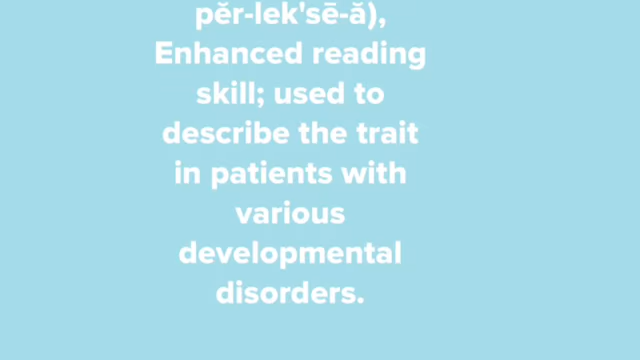 pĕr-lek'sē-ă),
Enhanced reading
skill; used to
describe the trait
in patients with
various
developmental
disorders.